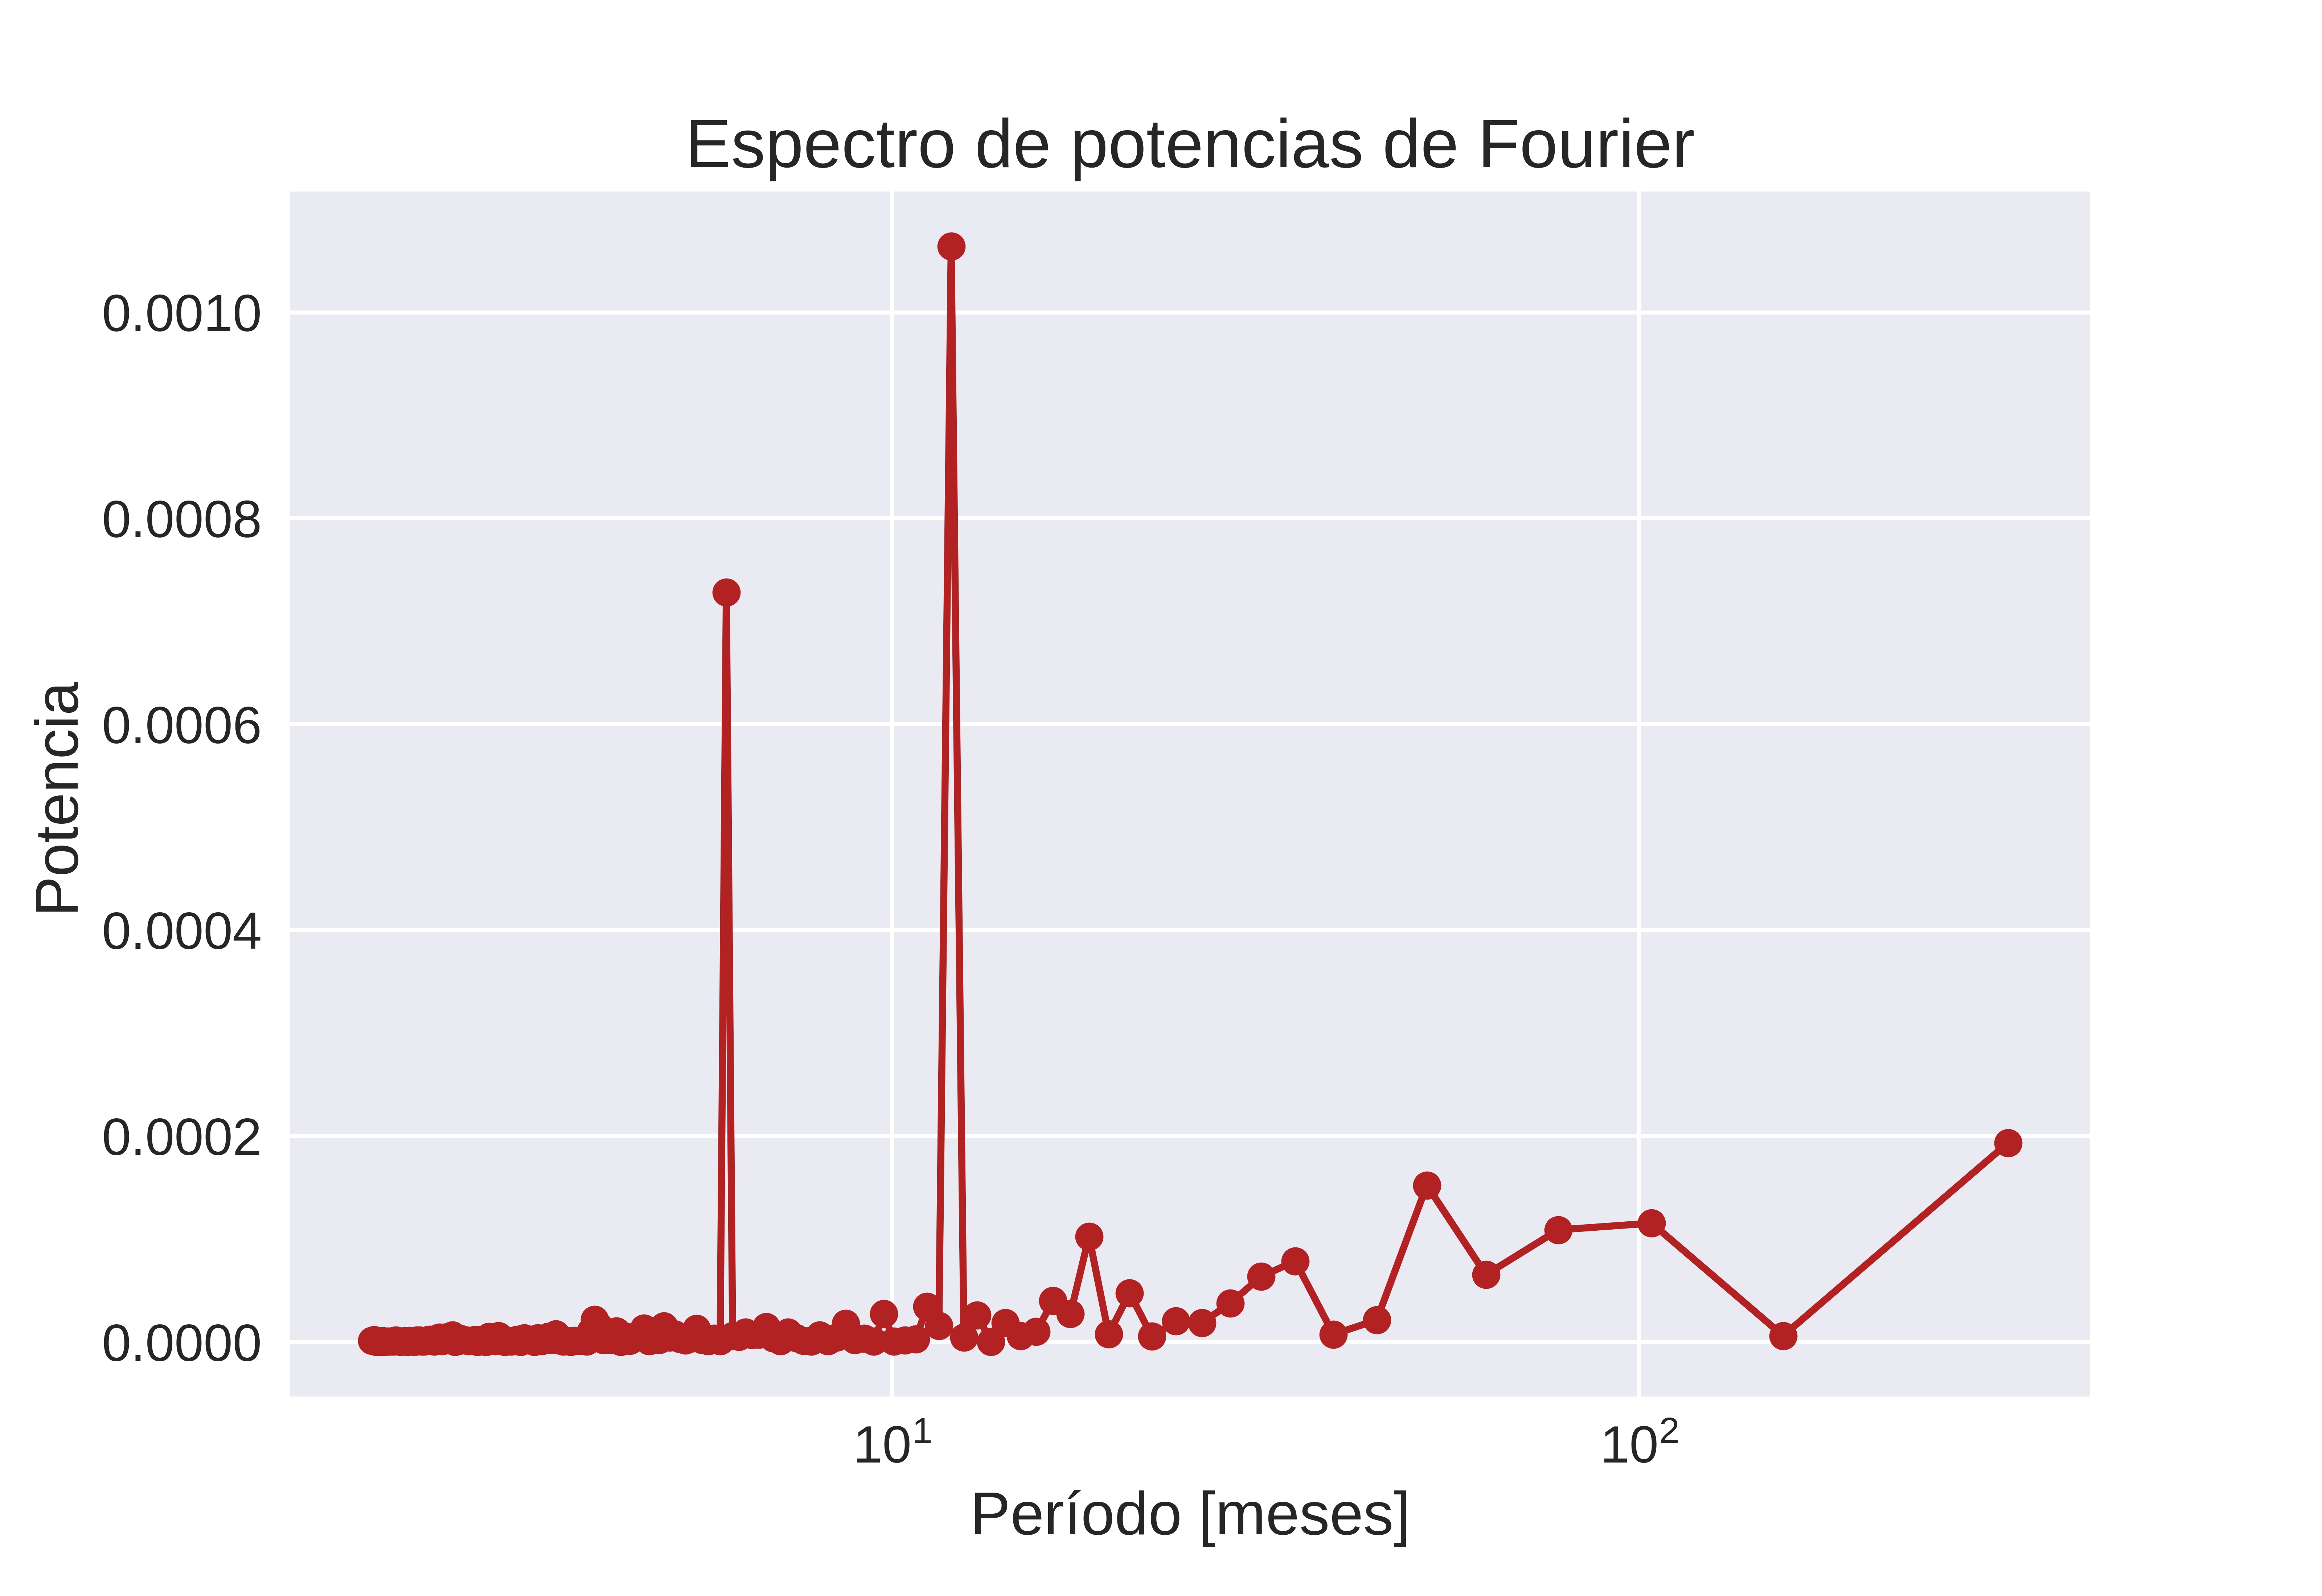 Espectro de potencias de Fourier
Potencia
0.0010
0.0008
0.0006
0.0004
0.0002
0.0000
10¹
10²
Período [meses]